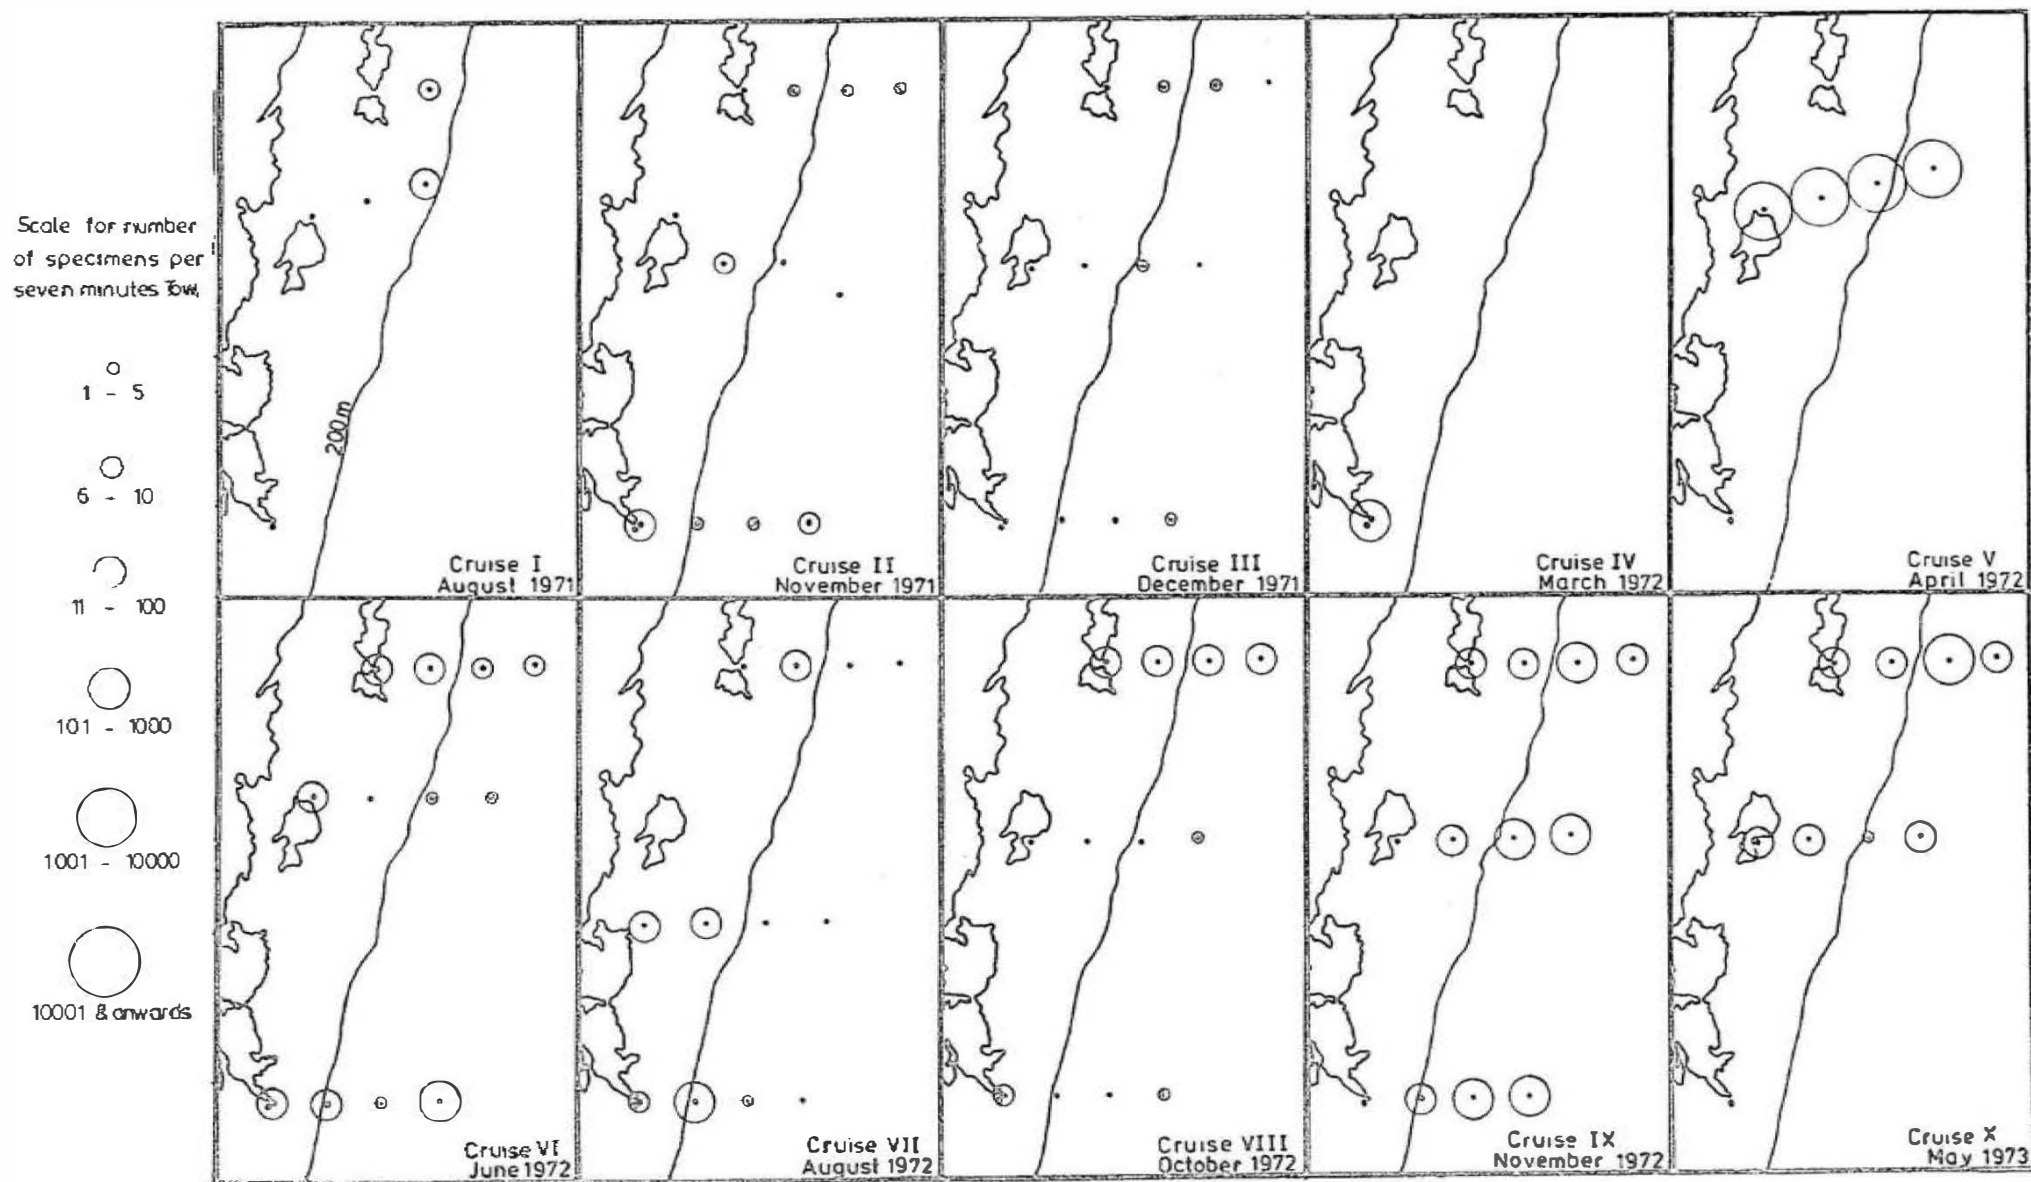 Scale for number
of specimens per
seven minutes Tow,
1 - 5
6 - 10
11 - 100
101 - 1000
1001 - 10000
10001 & onwards
200m
Cruise I
August 1971
Cruise II
November 1971
Cruise III
December 1971
Cruise IV
March 1972
Cruise V
April 1972
Cruise VI
June 1972
Cruise VII
August 1972
Cruise VIII
October 1972
Cruise IX
November 1972
Cruise X
May 1973